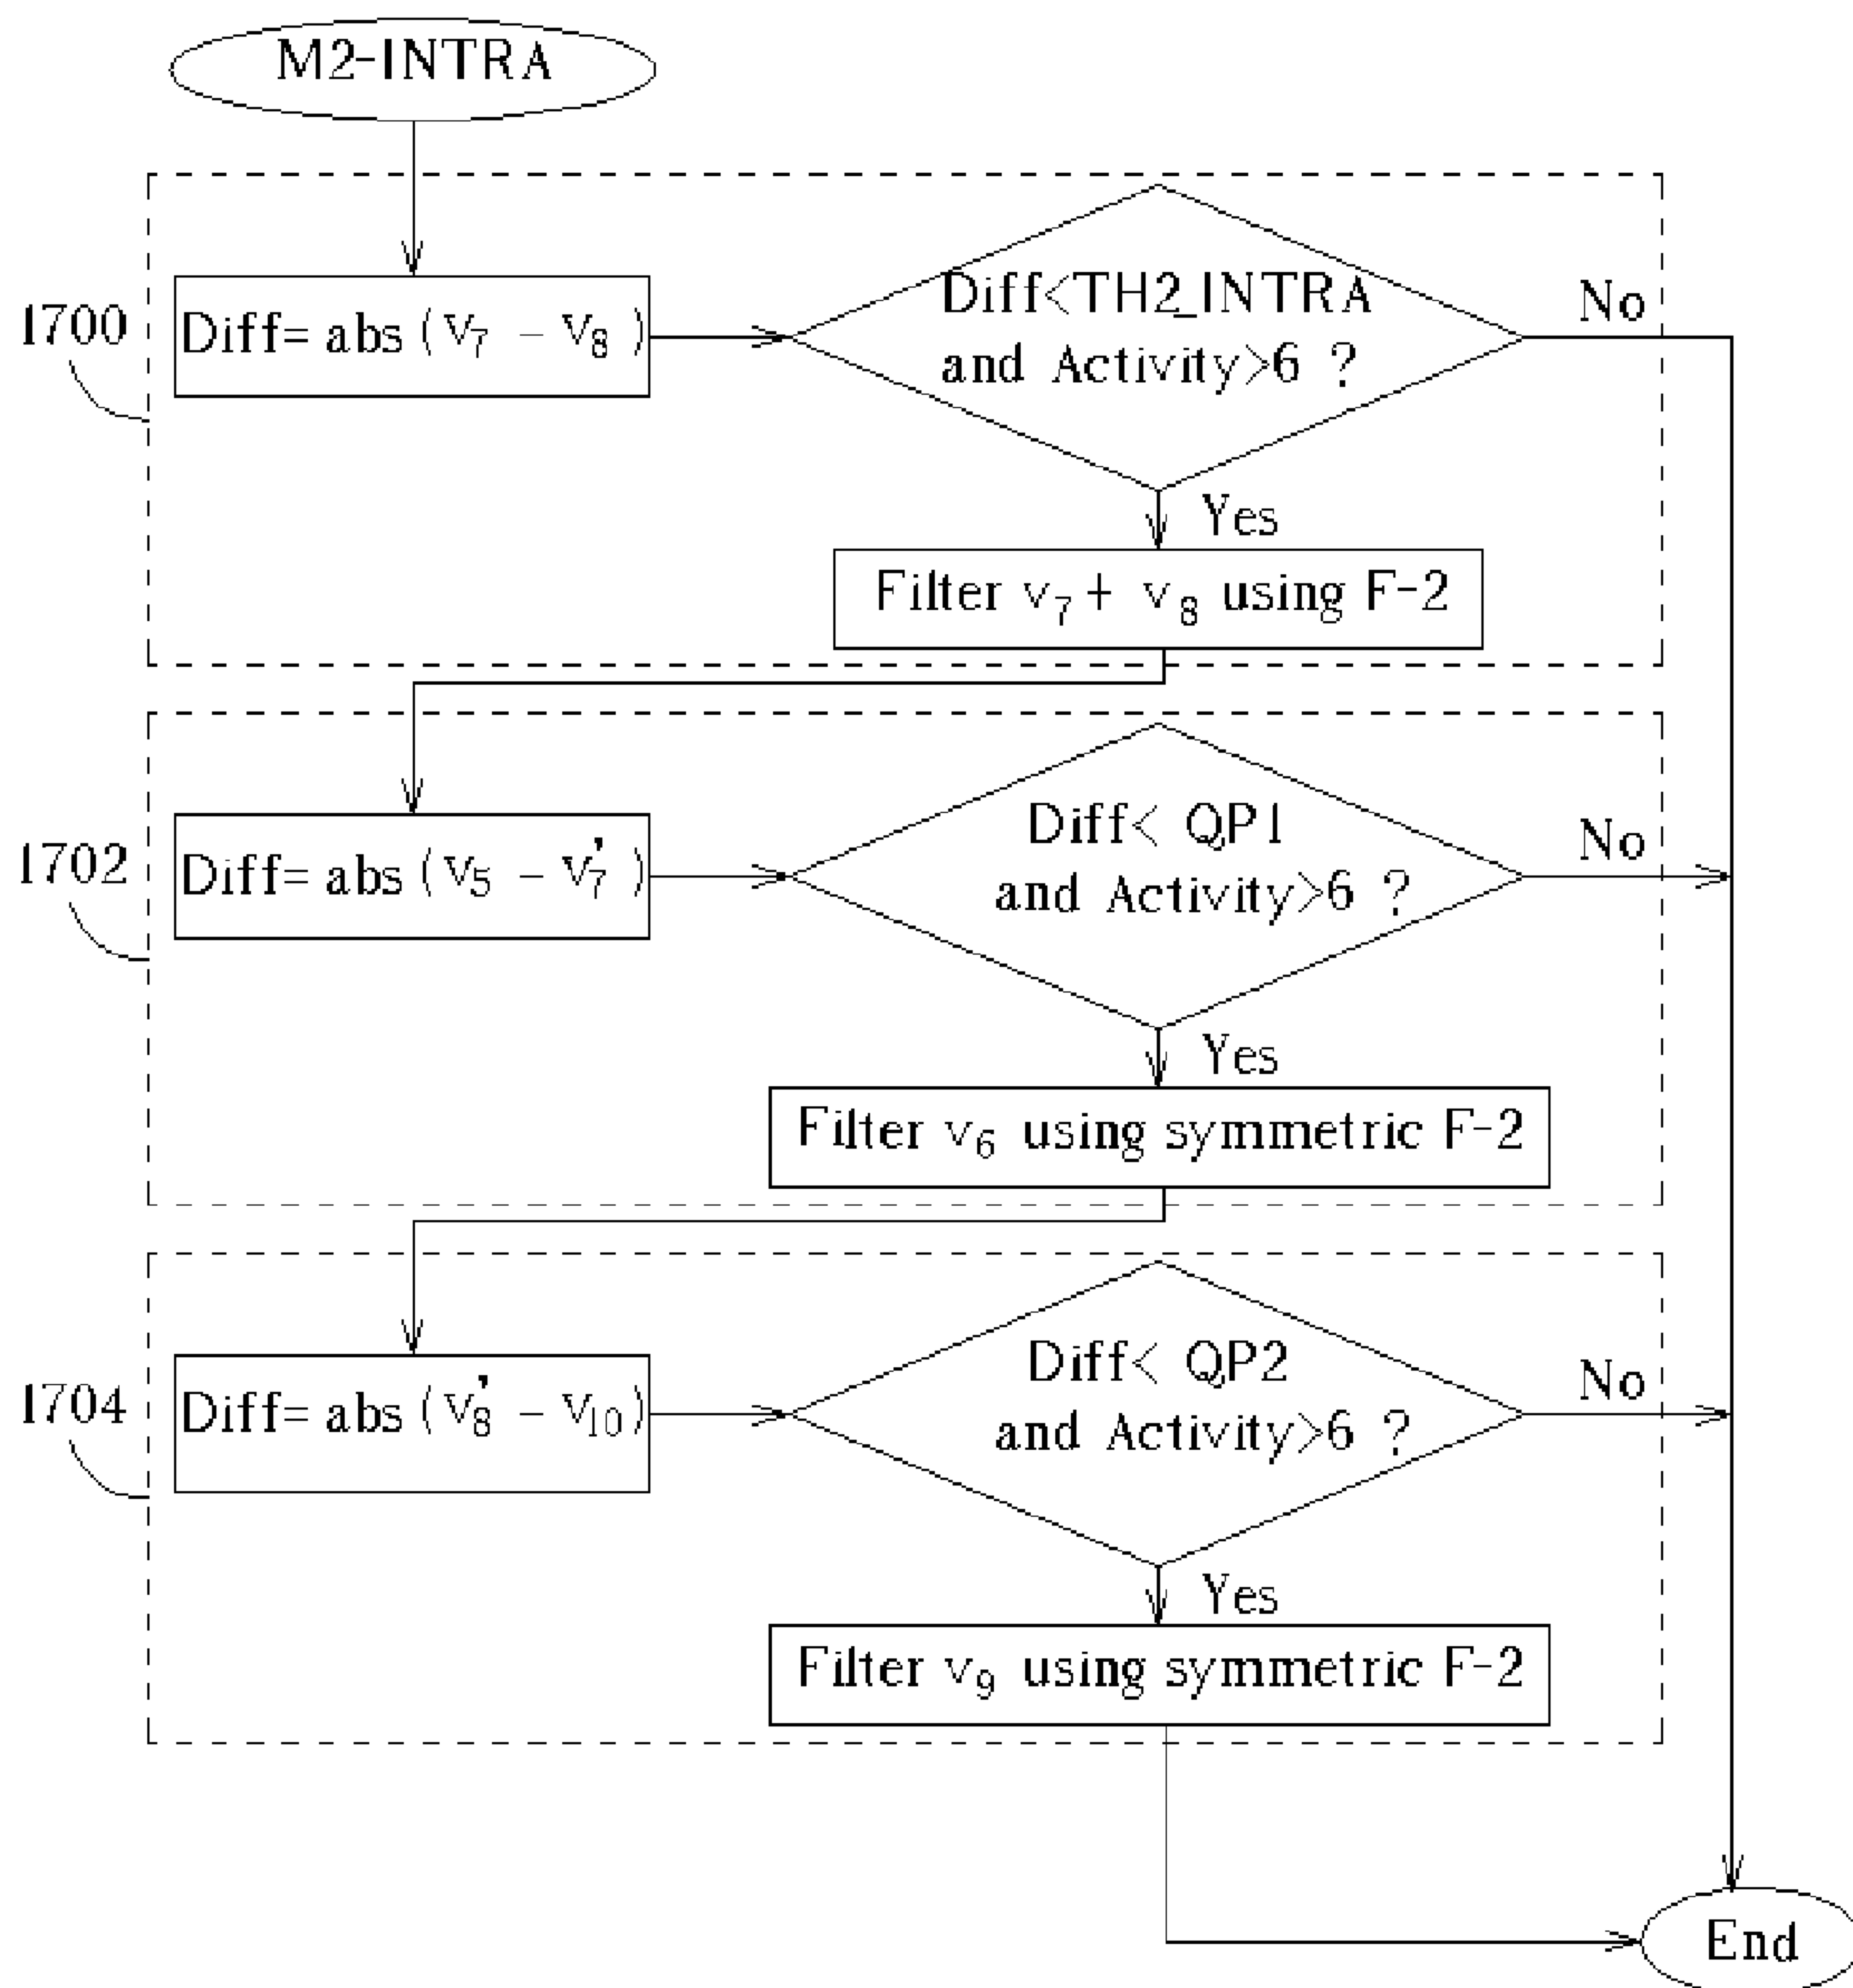 M2-INTRA
1700
Diff= abs (v₇ - v₈ )
Diff<TH2_INTRA
and Activity>6 ?
No
Yes
Filter v₇ + v₈ using F-2
1702
Diff= abs (v₅ - v₇' )
Diff< QP1
and Activity>6 ?
No
Yes
Filter v₆ using symmetric F-2
1704
Diff= abs (v₈' - v₁₀)
Diff< QP2
and Activity>6 ?
No
Yes
Filter v₉ using symmetric F-2
End